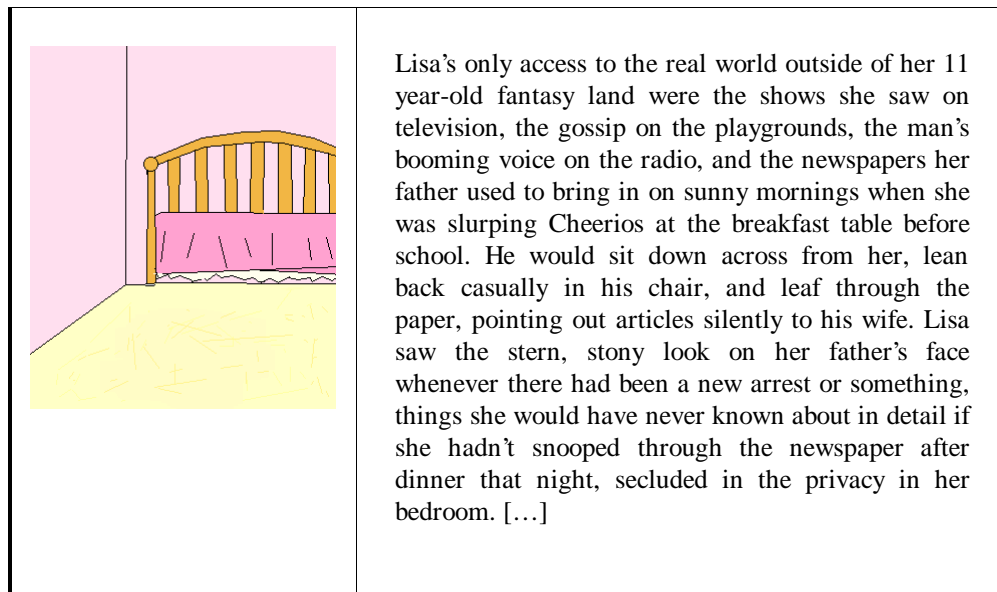 Lisa’s only access to the real world outside of her 11
year-old fantasy land were the shows she saw on
television, the gossip on the playgrounds, the man’s
booming voice on the radio, and the newspapers her
father used to bring in on sunny mornings when she
was slurping Cheerios at the breakfast table before
school. He would sit down across from her, lean
back casually in his chair, and leaf through the
paper, pointing out articles silently to his wife. Lisa
saw the stern, stony look on her father’s face
whenever there had been a new arrest or something,
things she would have never known about in detail if
she hadn’t snooped through the newspaper after
dinner that night, secluded in the privacy in her
bedroom. […]